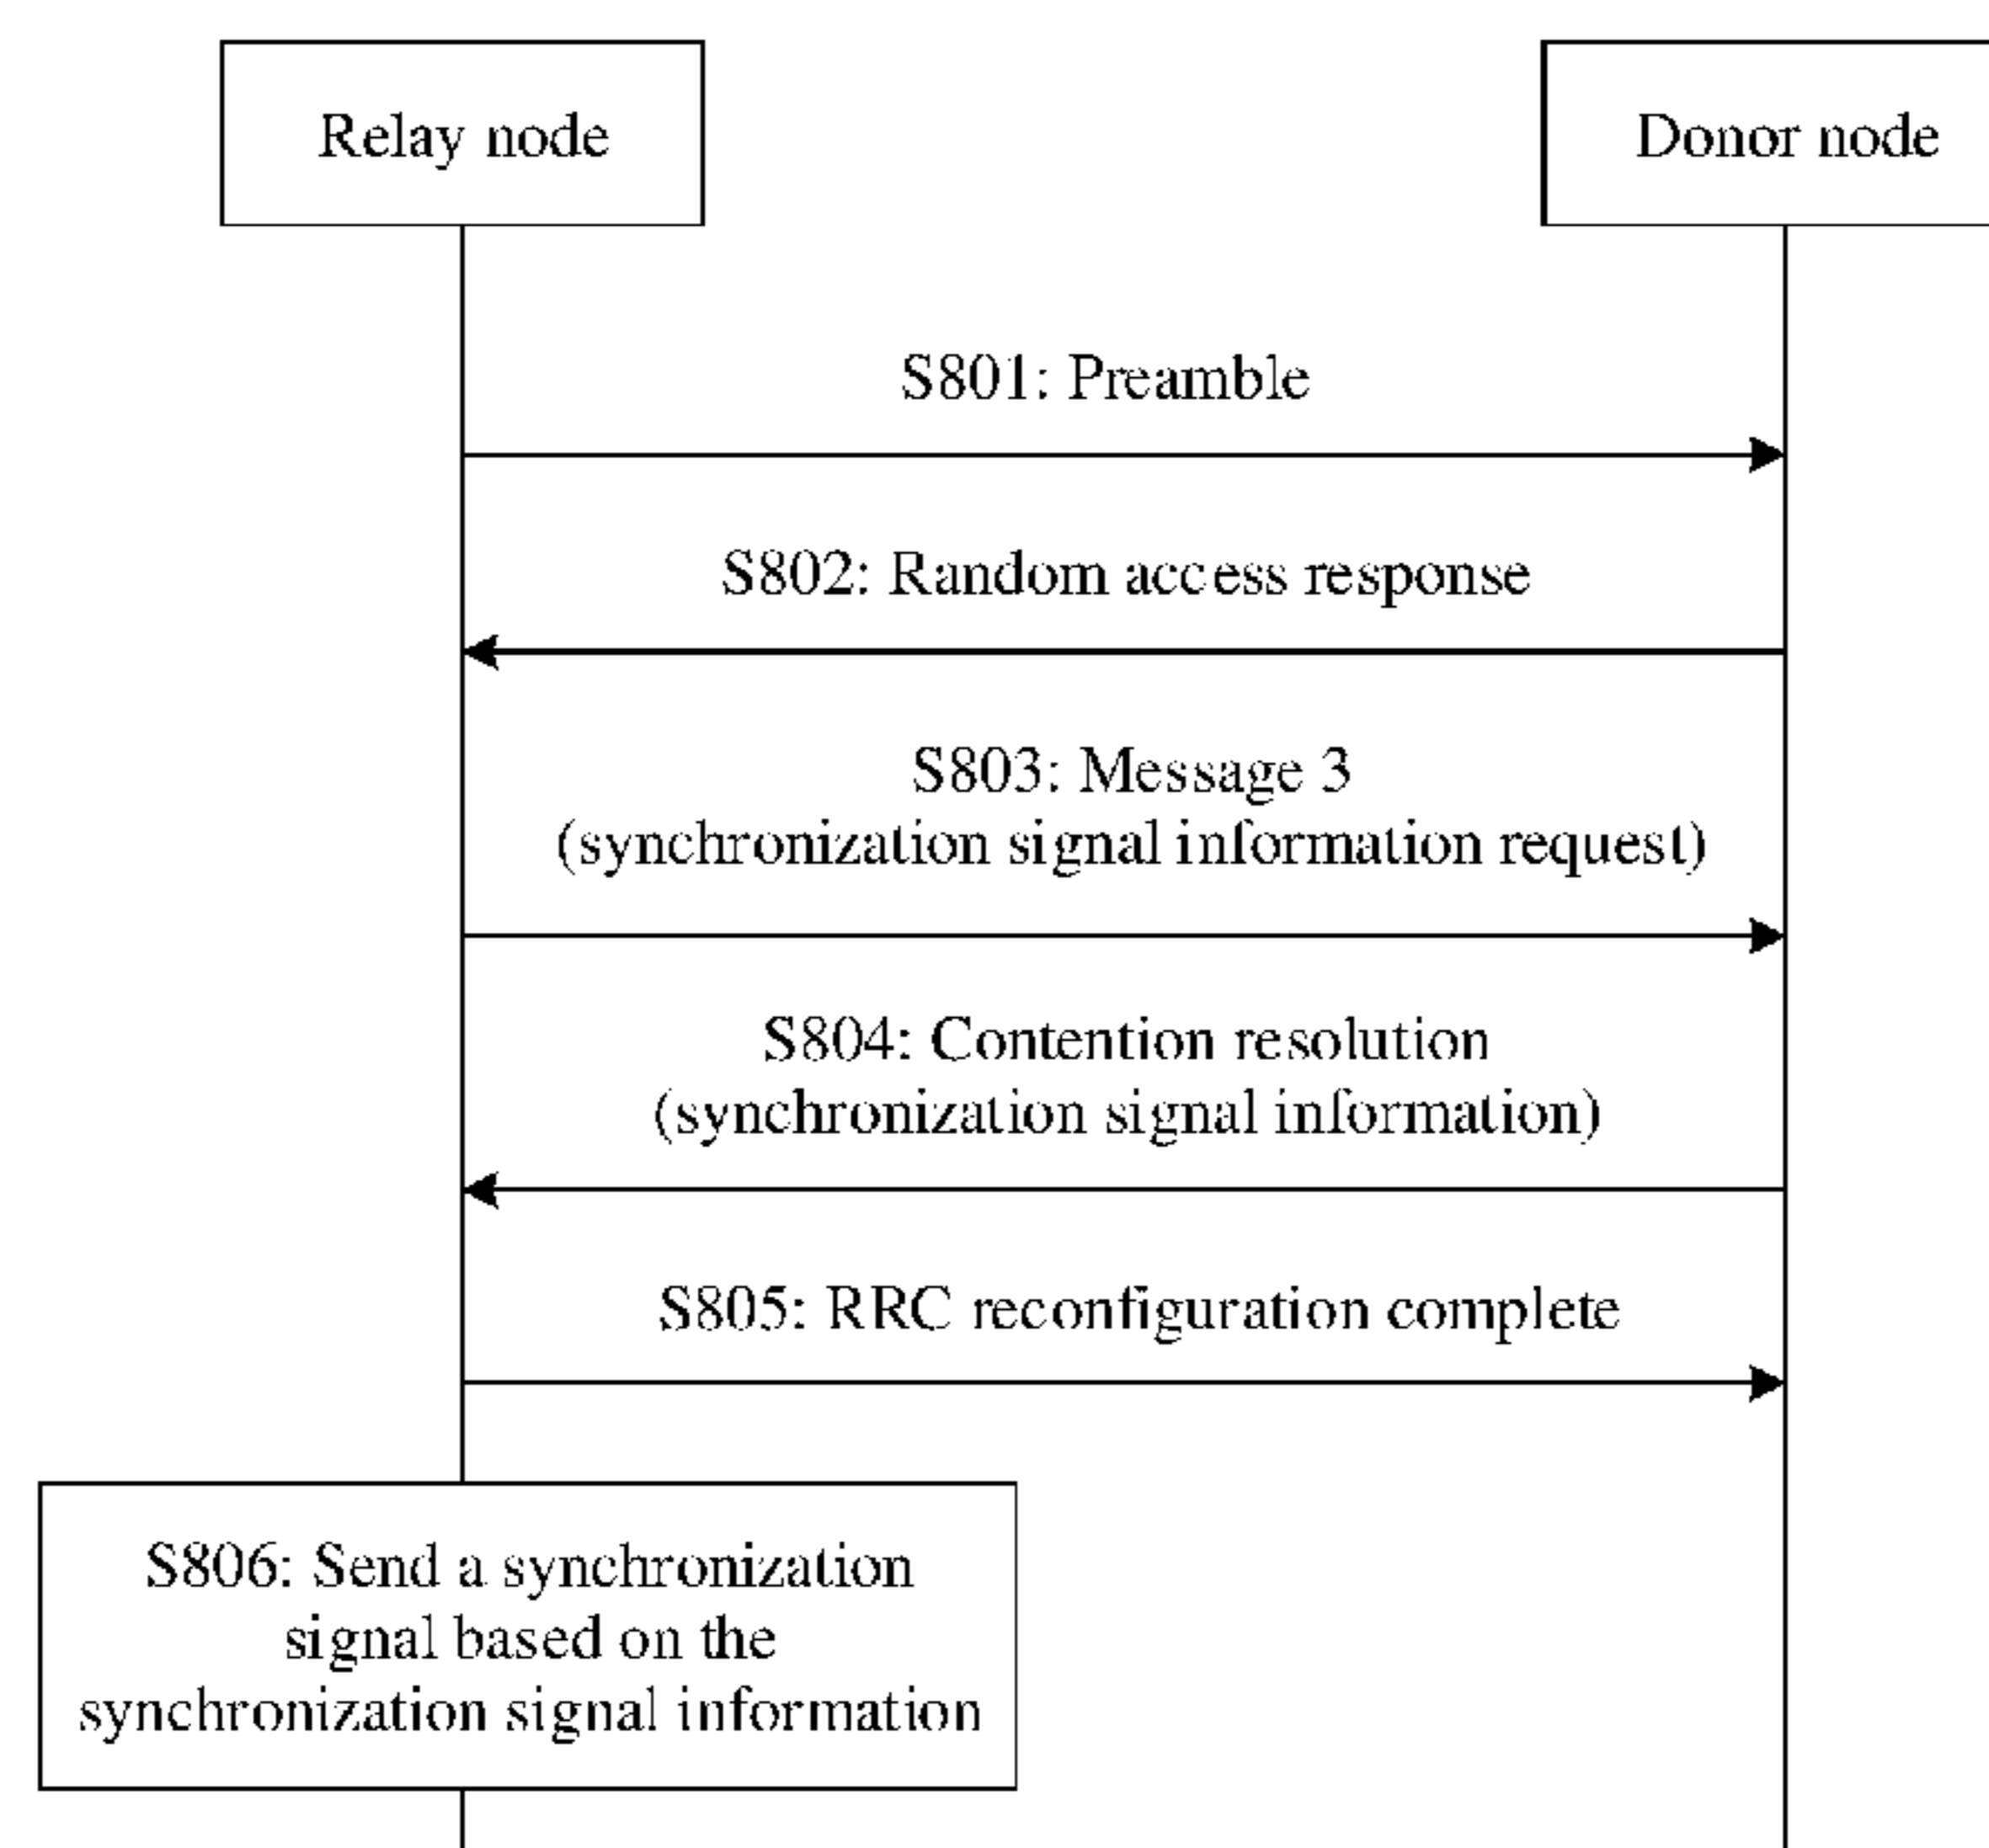 Relay node
Donor node
S801: Preamble
S802: Random access response
S803: Message 3
(synchronization signal information request)
S804: Contention resolution
(synchronization signal information)
S805: RRC reconfiguration complete
S806: Send a synchronization
signal based on the
synchronization signal information